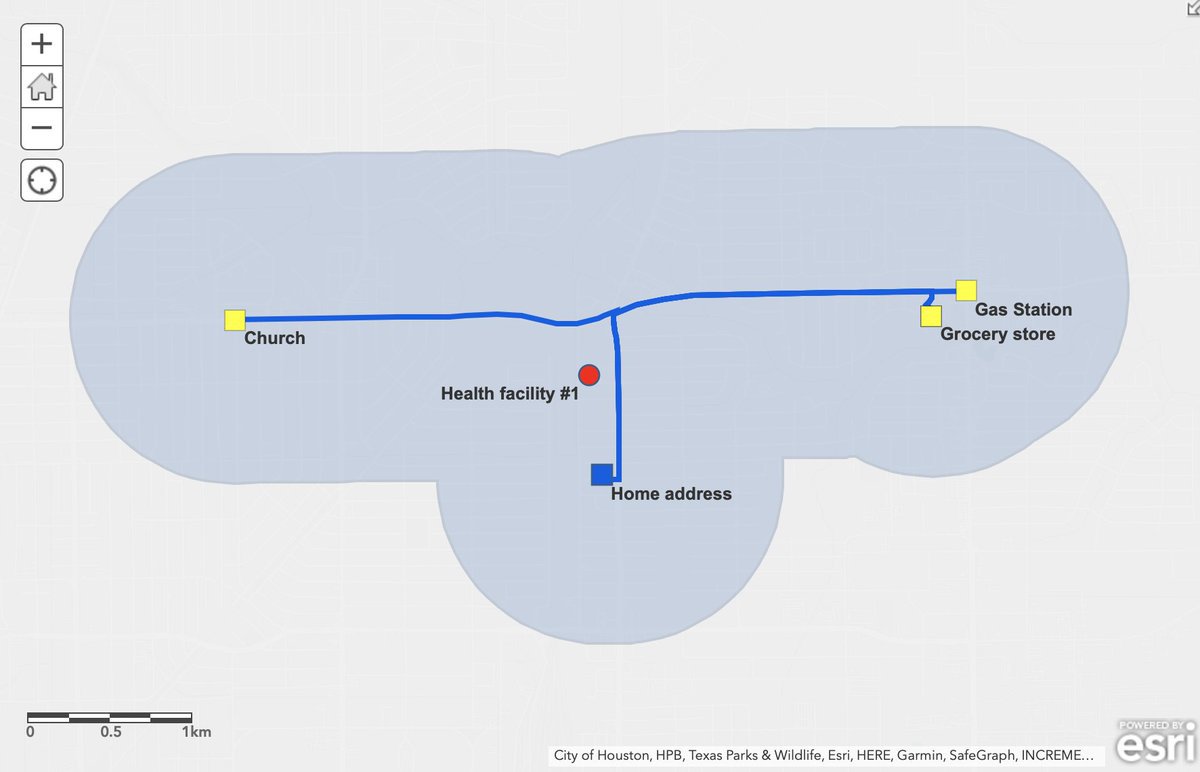 +
−
Church
Gas Station
Grocery store
Health facility #1
Home address
0 0.5 1km
City of Houston, HPB, Texas Parks & Wildlife, Esri, HERE, Garmin, SafeGraph, INCREME...
POWERED BY
esri